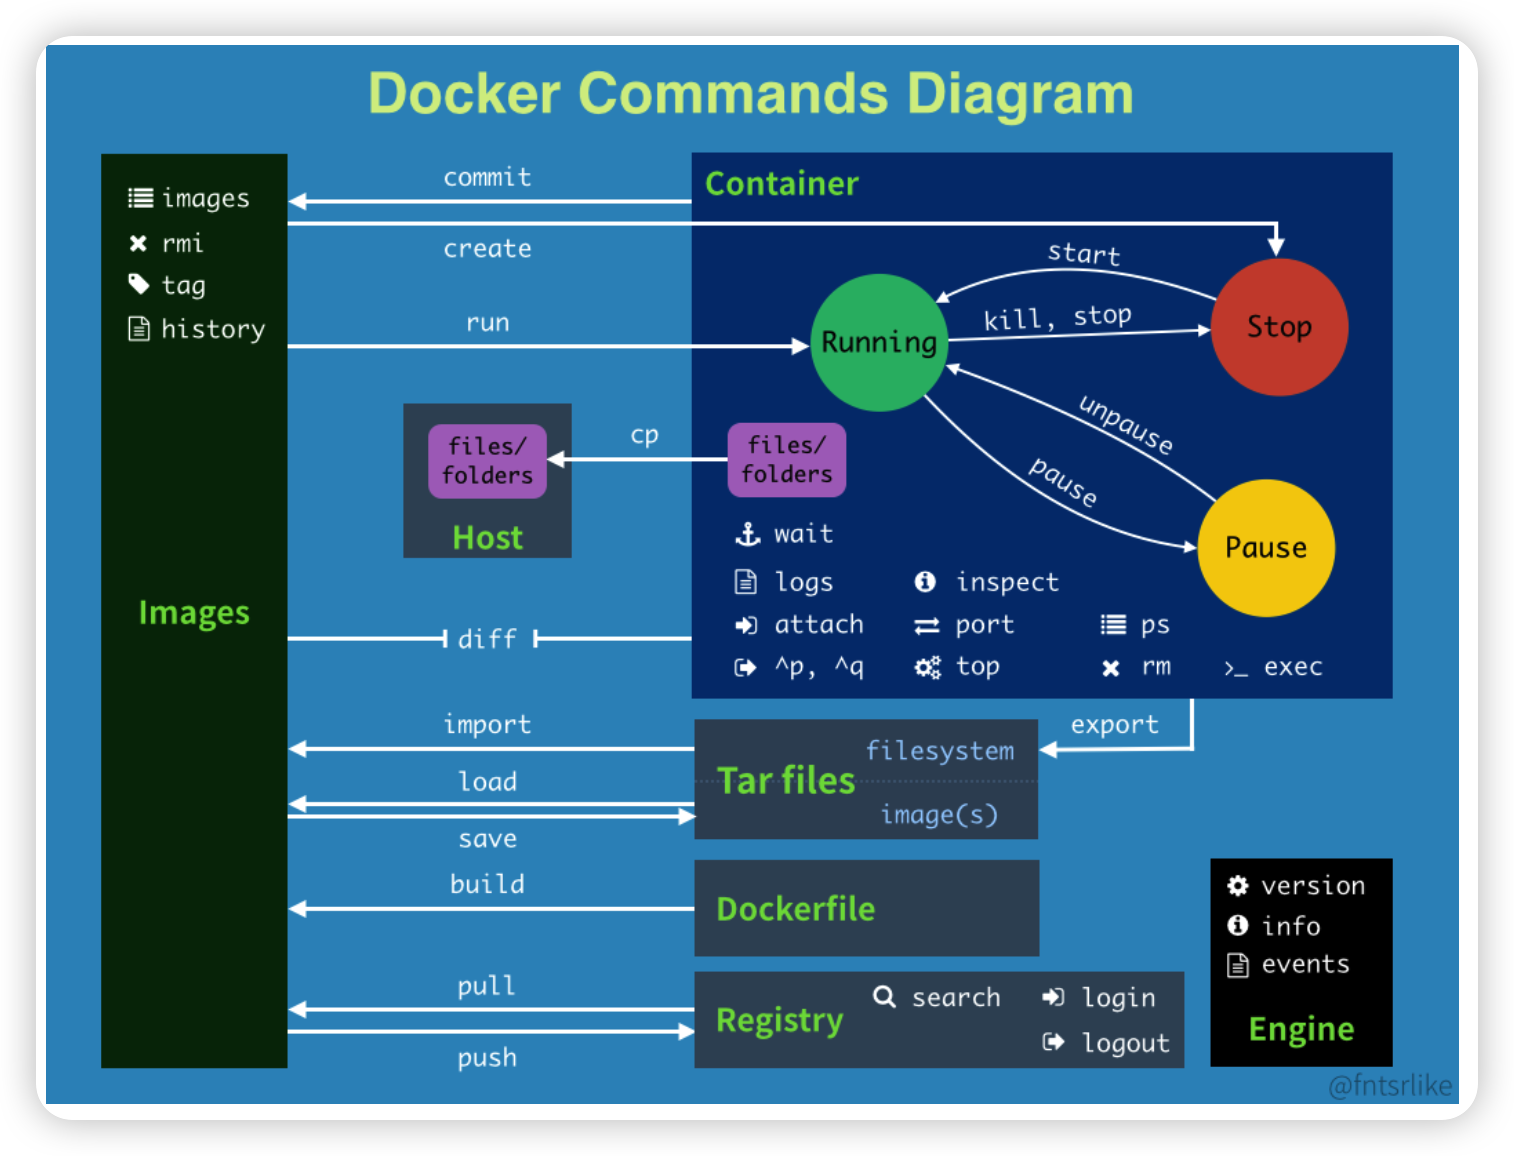 Docker Commands Diagram
images
rmi
tag
history
Images
commit
create
run
cp
files/
folders
Host
diff
import
load
save
build
pull
push
Container
start
kill, stop
Running
Stop
unpause
pause
Pause
files/
folders
wait
logs
inspect
attach
port
ps
^p, ^q
top
rm
>_ exec
export
Tar files
filesystem
image(s)
Dockerfile
Registry
search
login
logout
version
info
events
Engine
@fntsrlike